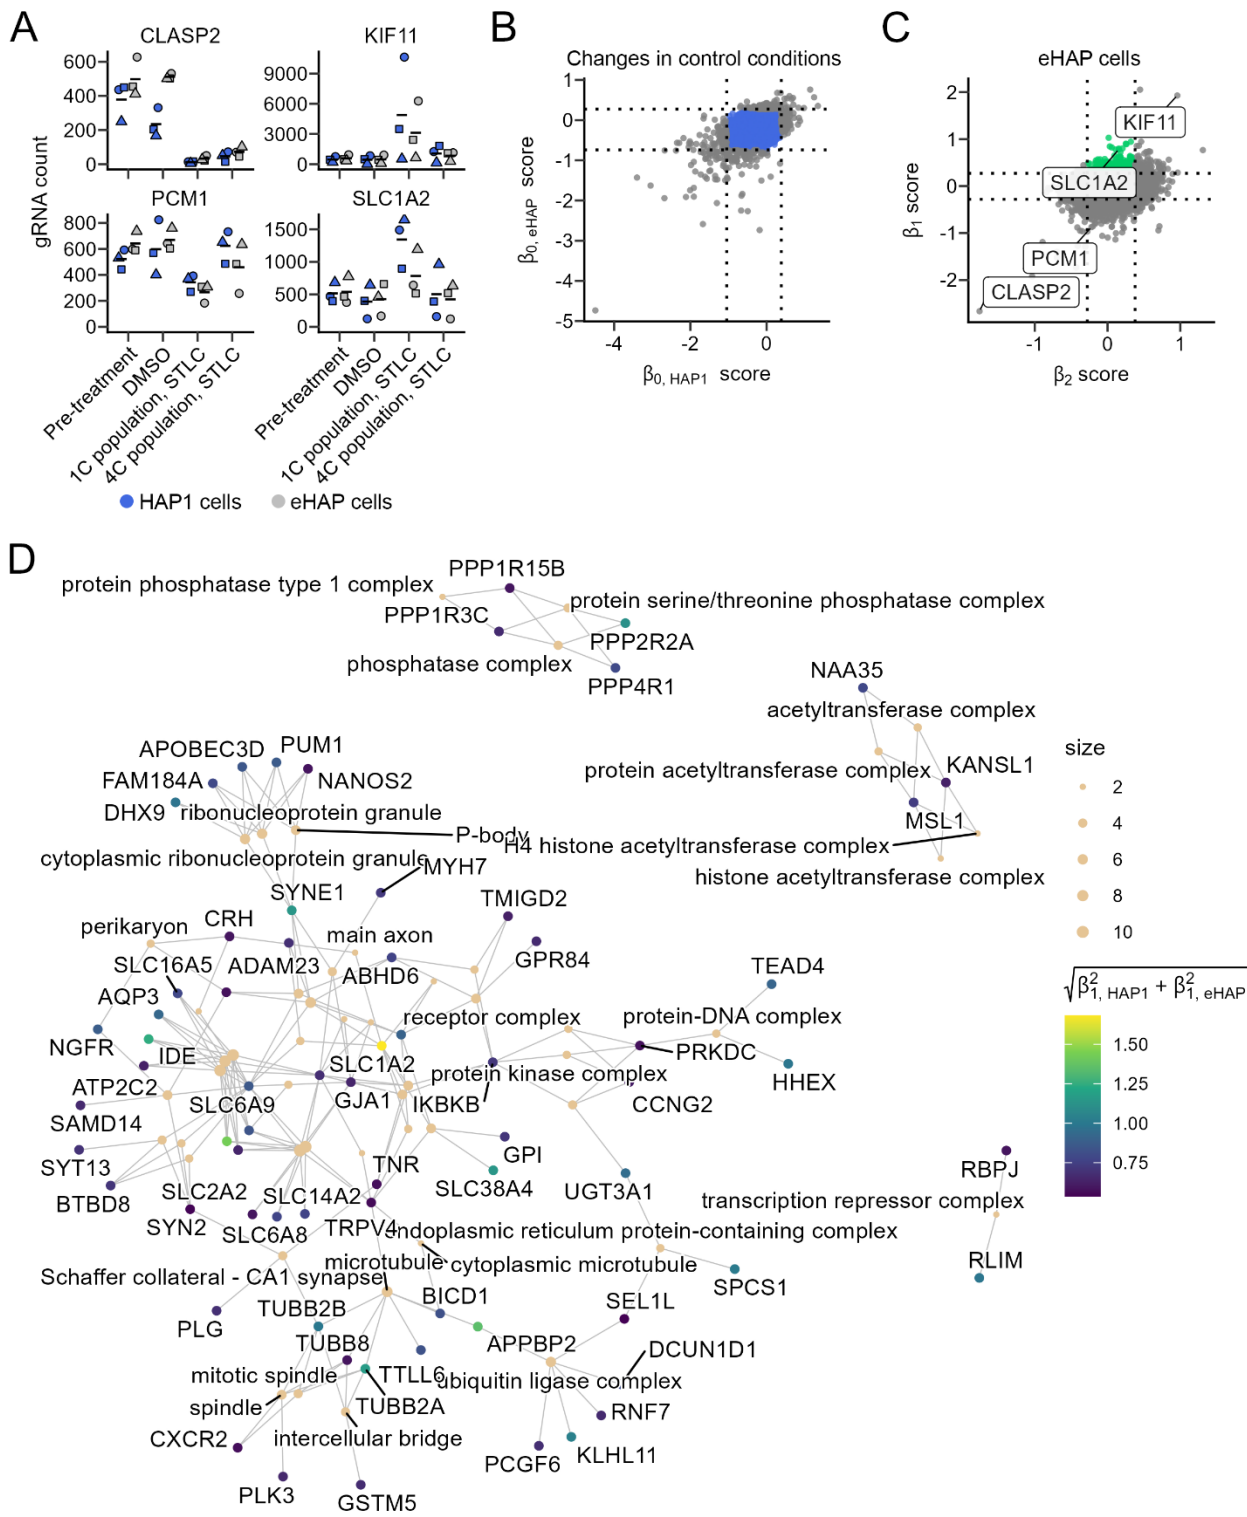 A
CLASP2
KIF11
600
400
200
0
9000
6000
3000
0
PCM1
SLC1A2
800
600
400
200
0
1500
1000
500
0
gRNA count
Pre-treatment
DMSO
1C population, STLC
4C population, STLC
Pre-treatment
DMSO
1C population, STLC
4C population, STLC
HAP1 cells
eHAP cells
B
Changes in control conditions
1
0
-1
-2
-3
-4
-5
-4
-2
0
β0, eHAP score
β0, HAP1 score
C
eHAP cells
2
1
0
-1
-2
-1
0
1
β1 score
β2 score
KIF11
SLC1A2
PCM1
CLASP2
D
PPP1R15B
protein phosphatase type 1 complex
protein serine/threonine phosphatase complex
PPP1R3C
PPP2R2A
phosphatase complex
PPP4R1
NAA35
acetyltransferase complex
protein acetyltransferase complex
KANSL1
MSL1
H4 histone acetyltransferase complex
histone acetyltransferase complex
APOBEC3D
PUM1
FAM184A
NANOS2
DHX9
ribonucleoprotein granule
P-body
cytoplasmic ribonucleoprotein granule
MYH7
SYNE1
TMIGD2
perikaryon
CRH
main axon
GPR84
SLC16A5
ADAM23
ABHD6
TEAD4
AQP3
receptor complex
protein-DNA complex
NGFR
IDE
SLC1A2
PRKDC
protein kinase complex
HHEX
ATP2C2
SLC6A9
GJA1
IKBKB
CCNG2
SAMD14
SYT13
TNR
GPI
BTBD8
SLC2A2
SLC14A2
SLC38A4
UGT3A1
RBPJ
SYN2
SLC6A8
TRPV4
endoplasmic reticulum protein-containing complex
transcription repressor complex
RLIM
microtubule
cytoplasmic microtubule
Schaffer collateral - CA1 synapse
SPCS1
PLG
TUBB2B
BICD1
SEL1L
TUBB8
APPBP2
DCUN1D1
mitotic spindle
TTLL6
ubiquitin ligase complex
spindle
TUBB2A
RNF7
CXCR2
intercellular bridge
PCGF6
KLHL11
PLK3
GSTM5
size
2
4
6
8
10
√β²1, HAP1 + β²1, eHAP
1.50
1.25
1.00
0.75